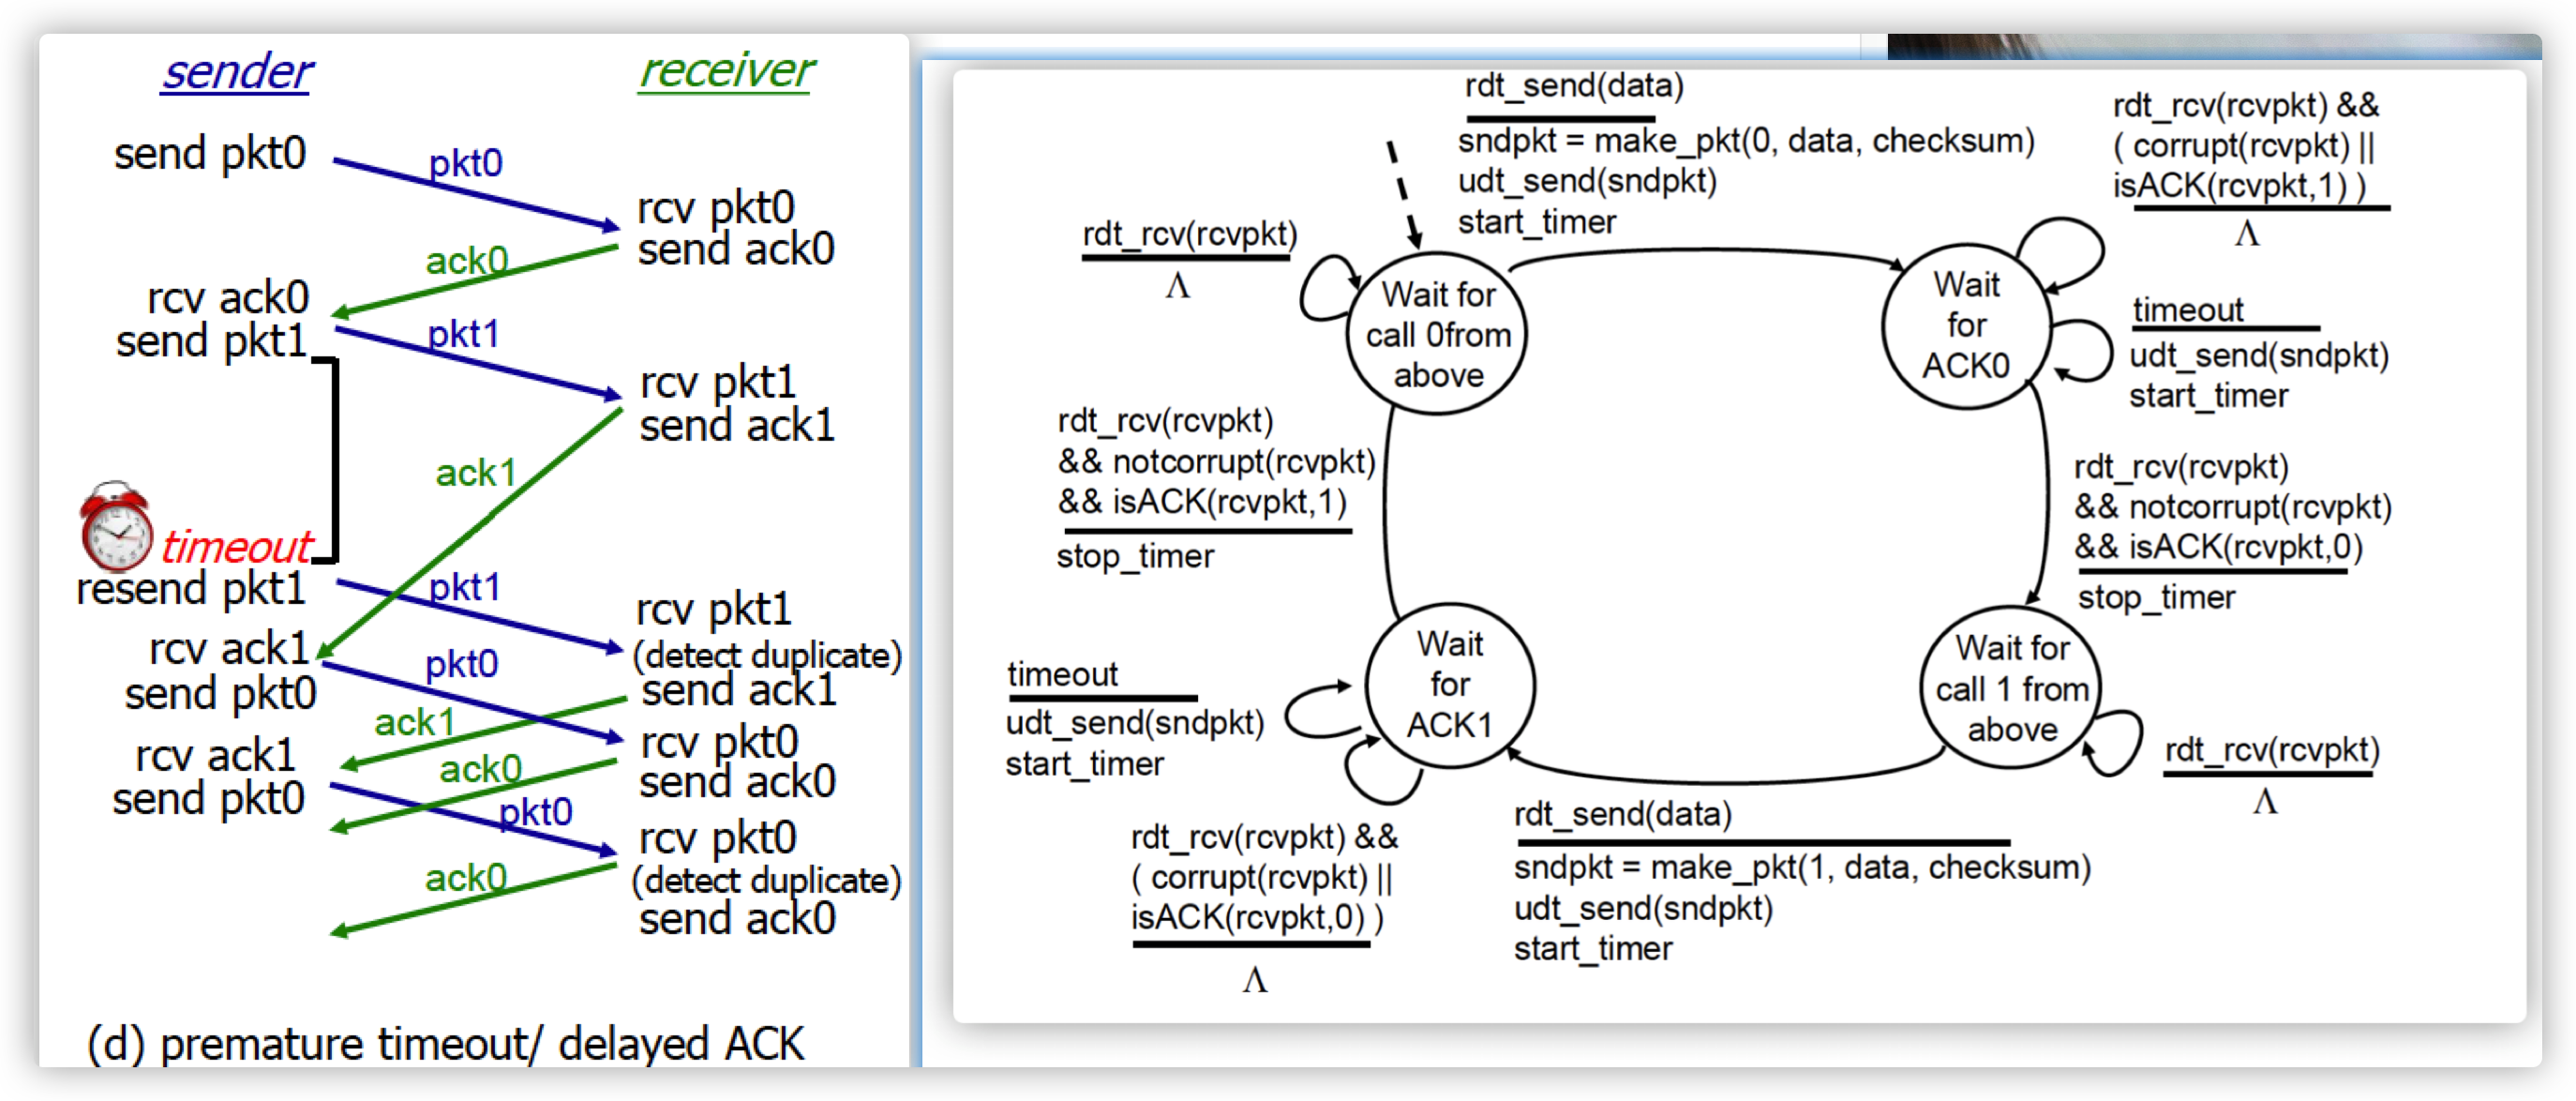 sender
receiver
send pkt0
pkt0
rcv pkt0
send ack0
ack0
rcv ack0
send pkt1
pkt1
rcv pkt1
send ack1
ack1
timeout
resend pkt1
pkt1
rcv pkt1
(detect duplicate)
send ack1
rcv ack1
send pkt0
pkt0
ack1
rcv pkt0
send ack0
rcv ack1
send pkt0
ack0
pkt0
rcv pkt0
(detect duplicate)
send ack0
ack0
(d) premature timeout/ delayed ACK
rdt_send(data)
sndpkt = make_pkt(0, data, checksum)
udt_send(sndpkt)
start_timer
rdt_rcv(rcvpkt) &&
( corrupt(rcvpkt) ||
isACK(rcvpkt,1) )
Λ
rdt_rcv(rcvpkt)
Λ
Wait for
call 0from
above
Wait
for
ACK0
timeout
udt_send(sndpkt)
start_timer
rdt_rcv(rcvpkt)
&& notcorrupt(rcvpkt)
&& isACK(rcvpkt,1)
stop_timer
rdt_rcv(rcvpkt)
&& notcorrupt(rcvpkt)
&& isACK(rcvpkt,0)
stop_timer
timeout
udt_send(sndpkt)
start_timer
Wait
for
ACK1
Wait for
call 1 from
above
rdt_rcv(rcvpkt)
Λ
rdt_rcv(rcvpkt) &&
( corrupt(rcvpkt) ||
isACK(rcvpkt,0) )
Λ
rdt_send(data)
sndpkt = make_pkt(1, data, checksum)
udt_send(sndpkt)
start_timer